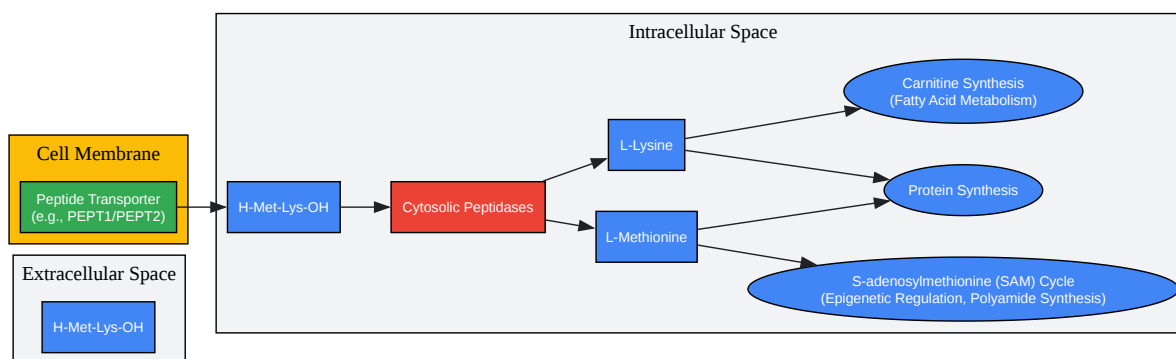 Intracellular Space
Carnitine Synthesis
(Fatty Acid Metabolism)
Cell Membrane
L-Lysine
Peptide Transporter
(e.g., PEPT1/PEPT2)
H-Met-Lys-OH
Cytosolic Peptidases
Protein Synthesis
L-Methionine
Extracellular Space
S-adenosylmethionine (SAM) Cycle
(Epigenetic Regulation, Polyamide Synthesis)
H-Met-Lys-OH